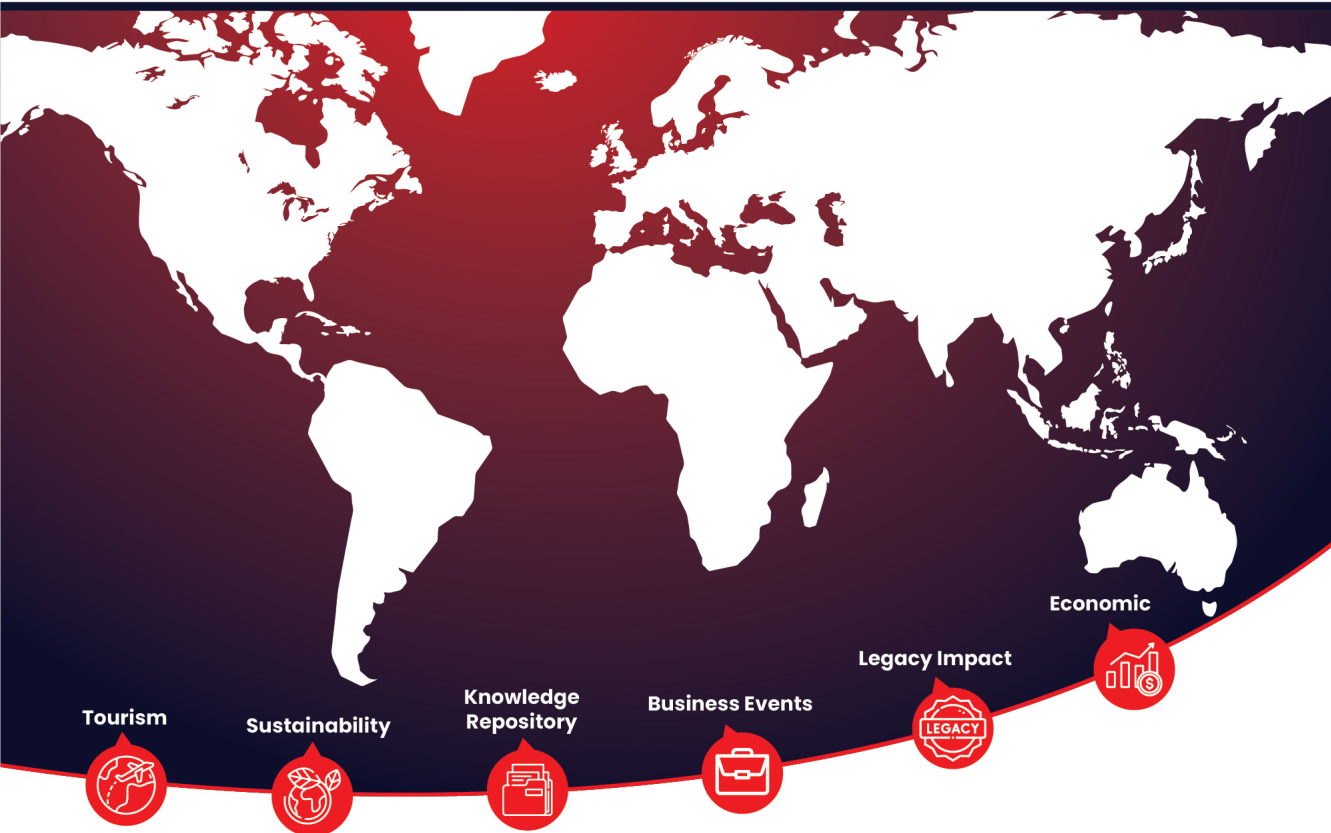 Tourism
Sustainability
Knowledge
Repository
Business Events
Legacy Impact
LEGACY
Economic
$